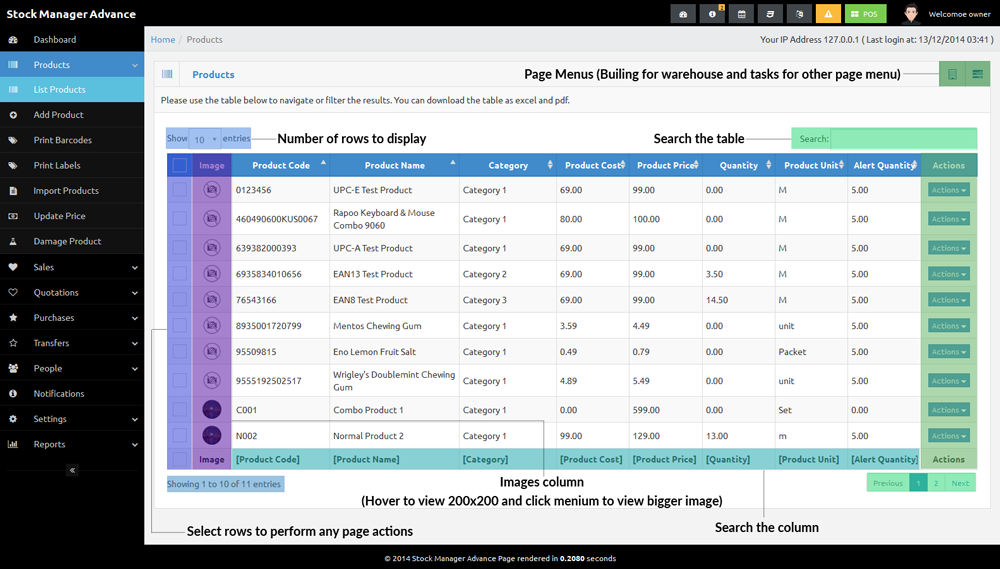 Stock Manager Advance
2
POS
Welcomoe owner
Dashboard
Products
List Products
Add Product
Print Barcodes
Print Labels
Import Products
Update Price
Damage Product
Sales
Quotations
Purchases
Transfers
People
Notifications
Settings
Reports
Home / Products
Your IP Address 127.0.0.1 ( Last login at: 13/12/2014 03:41 )
Products
Page Menus (Builing for warehouse and tasks for other page menu)
Please use the table below to navigate or filter the results. You can download the table as excel and pdf.
Show 10 entries
Number of rows to display
Search the table
Search:
Image Product Code Product Name Category Product Cost Product Price Quantity Product Unit Alert Quantity Actions
0123456 UPC-E Test Product Category 1 69.00 99.00 0.00 M 5.00 Actions
460490600KUS0067 Rapoo Keyboard & Mouse Combo 9060 Category 1 80.00 100.00 0.00 M 5.00 Actions
639382000393 UPC-A Test Product Category 1 69.00 99.00 0.00 M 5.00 Actions
6935834010656 EAN13 Test Product Category 2 69.00 99.00 3.50 M 5.00 Actions
76543166 EAN8 Test Product Category 3 69.00 99.00 14.50 M 5.00 Actions
8935001720799 Mentos Chewing Gum Category 1 3.59 4.49 0.00 unit 5.00 Actions
95509815 Eno Lemon Fruit Salt Category 1 0.49 0.79 0.00 Packet 5.00 Actions
9555192502517 Wrigley's Doublemint Chewing Gum Category 1 4.89 5.49 0.00 unit 5.00 Actions
C001 Combo Product 1 Category 1 0.00 599.00 0.00 Set 5.00 Actions
N002 Normal Product 2 Category 1 99.00 129.00 13.00 m 5.00 Actions
Image [Product Code] [Product Name] [Category] [Product Cost] [Product Price] [Quantity] [Product Unit] [Alert Quantity] Actions
Showing 1 to 10 of 11 entries
Previous 1 2 Next
Images column
(Hover to view 200x200 and click menium to view bigger image)
Search the column
Select rows to perform any page actions
© 2014 Stock Manager Advance Page rendered in 0.2080 seconds